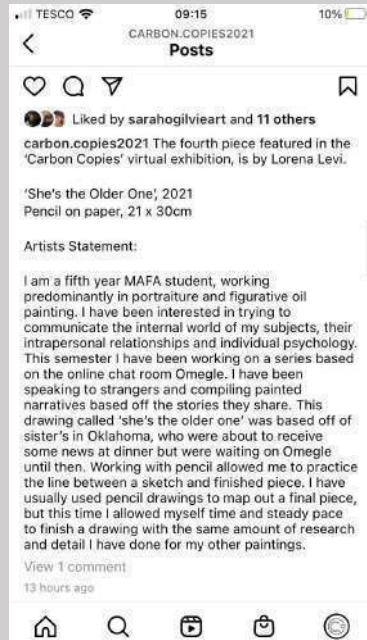 TESCO 09:15 10%
CARBON.COPIES2021
Posts
Liked by sarahogilvieart and 11 others
carbon.copies2021 The fourth piece featured in the
'Carbon Copies' virtual exhibition, is by Lorena Levi.
'She's the Older One', 2021
Pencil on paper, 21 x 30cm
Artists Statement:
I am a fifth year MAFA student, working
predominantly in portraiture and figurative oil
painting. I have been interested in trying to
communicate the internal world of my subjects, their
intrapersonal relationships and individual psychology.
This semester I have been working on a series based
on the online chat room Omegle. I have been
speaking to strangers and compiling painted
narratives based off the stories they share. This
drawing called 'she's the older one' was based off of
sister's in Oklahoma, who were about to receive
some news at dinner but were waiting on Omegle
until then. Working with pencil allowed me to practice
the line between a sketch and finished piece. I have
usually used pencil drawings to map out a final piece,
but this time I allowed myself time and steady pace
to finish a drawing with the same amount of research
and detail I have done for my other paintings.
View 1 comment
13 hours ago